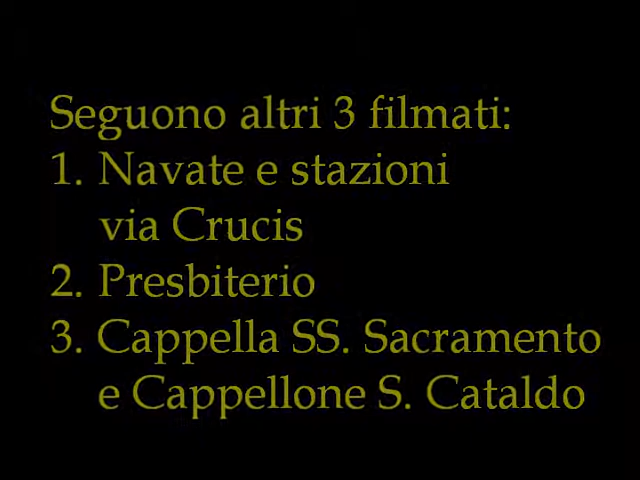 Seguono altri 3 filmati:
1. Navate e stazioni
via Crucis
2. Presbiterio
3. Cappella SS. Sacramento
e Cappellone S. Cataldo